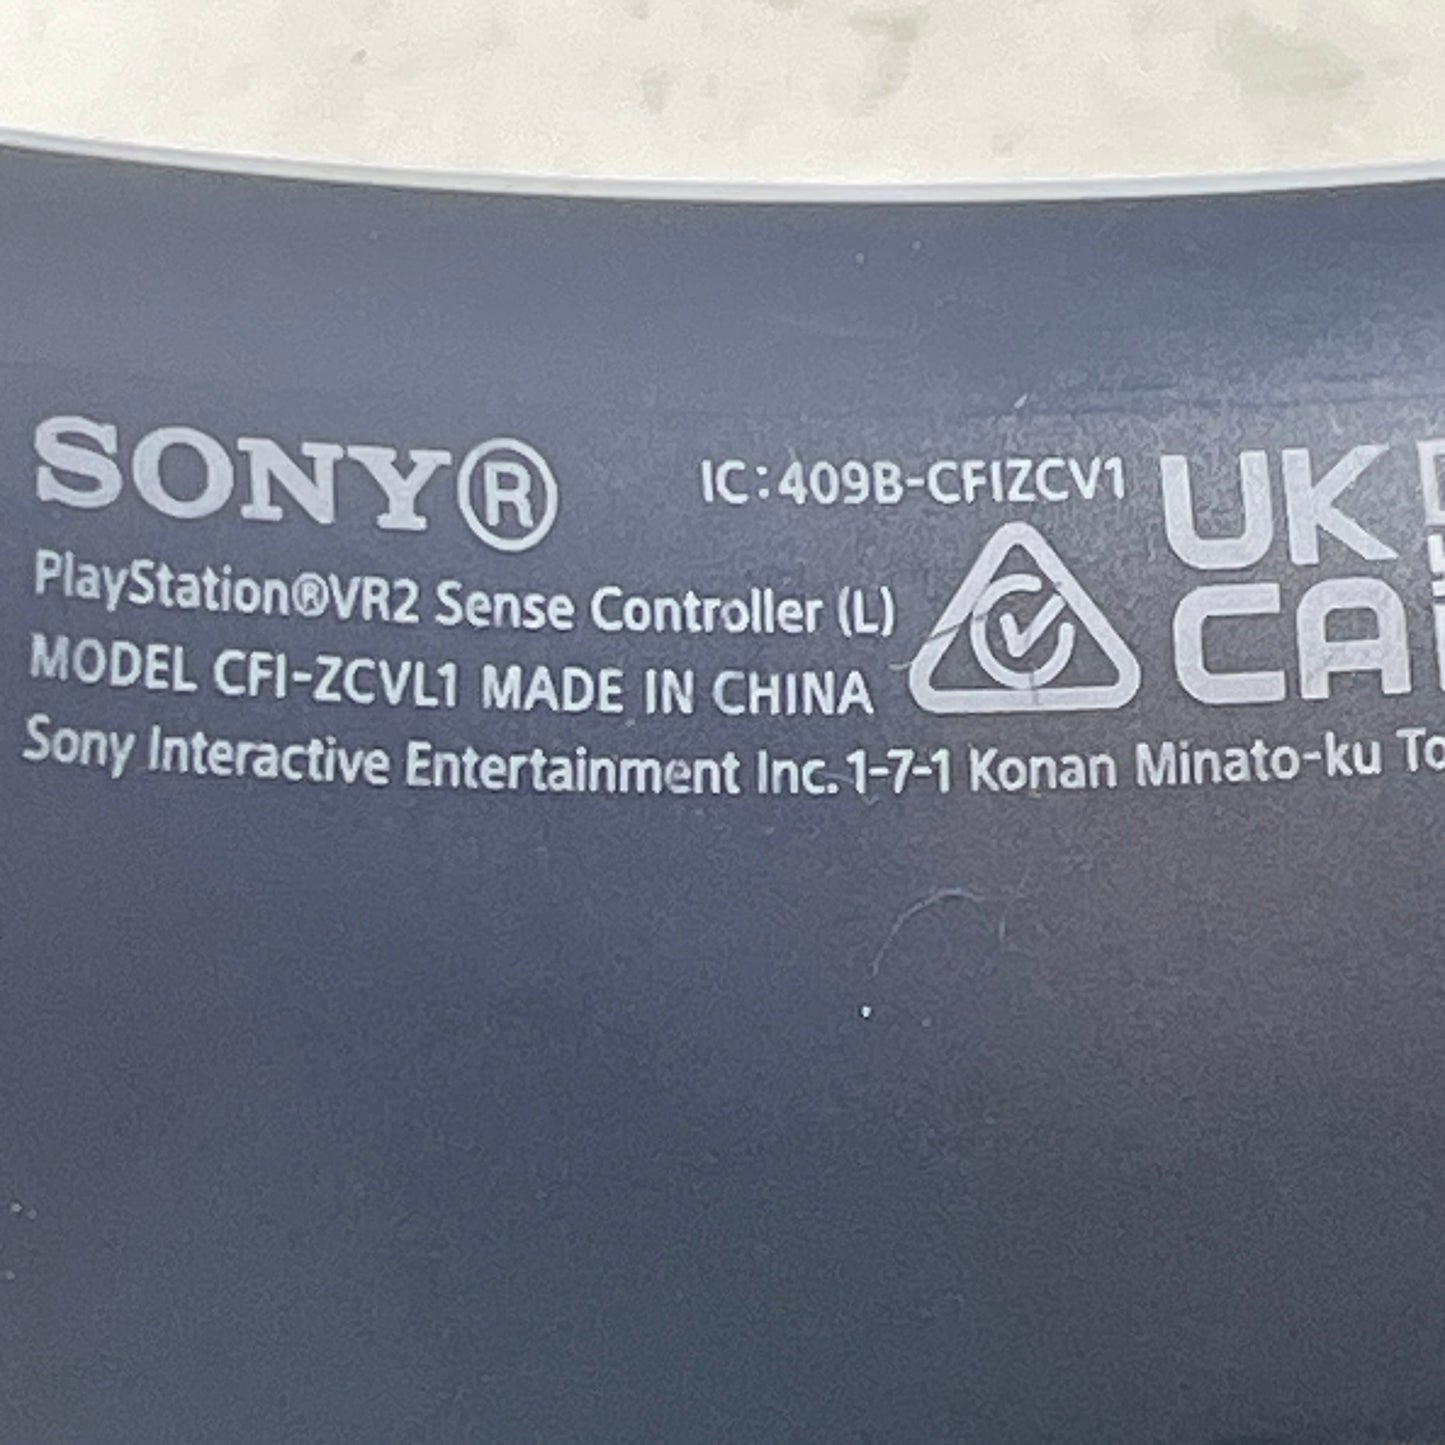 SONY®
IC:409B-CFIZCV1
UK
CA
PlayStation®VR2 Sense Controller (L)
MODEL CFI-ZCVL1 MADE IN CHINA
Sony Interactive Entertainment Inc. 1-7-1 Konan Minato-ku To